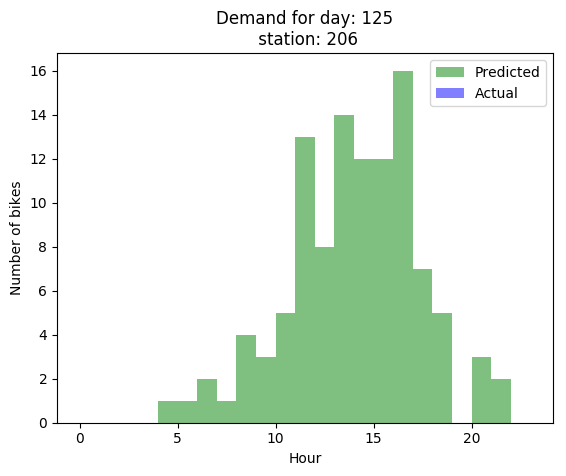 Demand for day: 125
station: 206
Predicted
Actual
Number of bikes
16
14
12
10
8
6
4
2
0
0
5
10
15
20
Hour